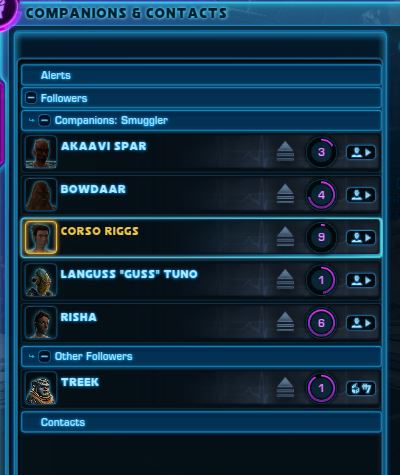 COMPANIONS & CONTACTS
Alerts
Followers
Companions: Smuggler
AKAAVI SPAR 3
BOWDAAR 4
CORSO RIGGS 9
LANGUSS "GUSS" TUNO 1
RISHA 6
Other Followers
TREEK 1
Contacts